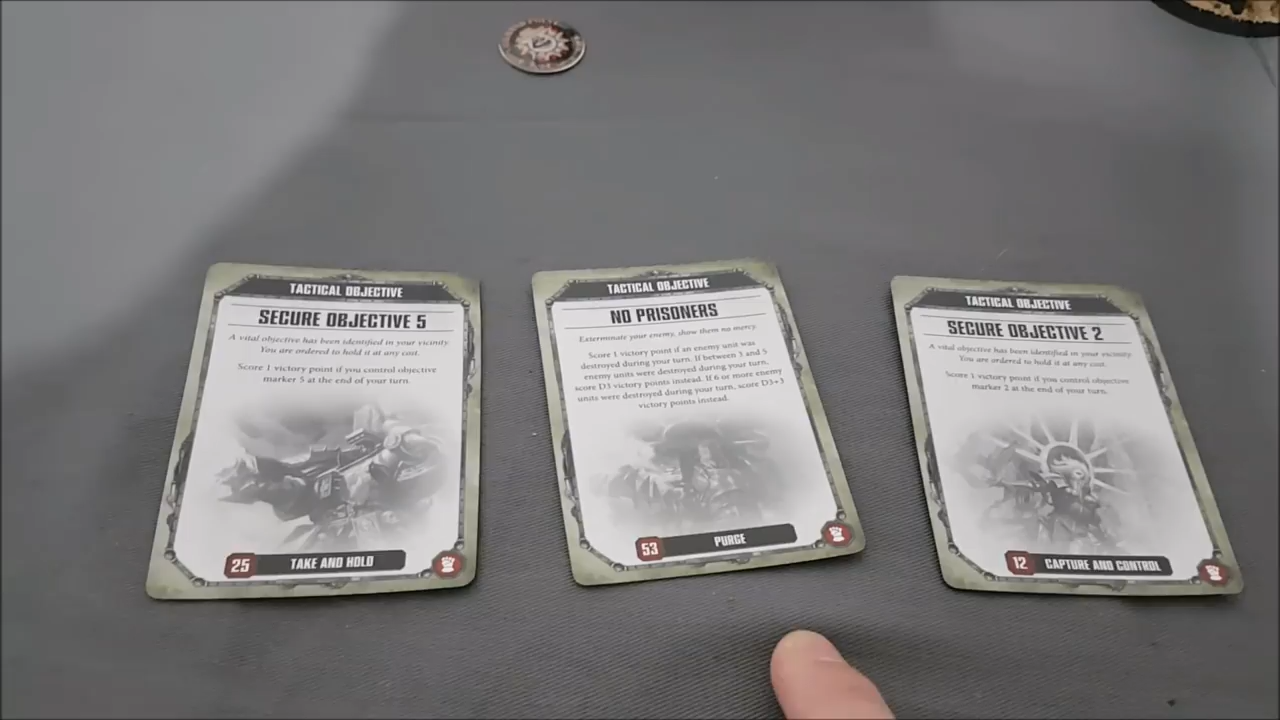 TACTICAL OBJECTIVE
SECURE OBJECTIVE 5
A vital objective has been identified in your vicinity.
You are ordered to hold it at any cost.
Score 1 victory point if you control objective
marker 5 at the end of your turn.
25
TAKE AND HOLD
TACTICAL OBJECTIVE
NO PRISONERS
Exterminate your enemy, show them no mercy.
Score 1 victory point if an enemy unit was
destroyed during your turn. If between 3 and 5
enemy units were destroyed during your turn,
score D3 victory points instead. If 6 or more enemy
units were destroyed during your turn, score D3+3
victory points instead.
53
PURGE
TACTICAL OBJECTIVE
SECURE OBJECTIVE 2
A vital objective has been identified in your vicinity.
You are ordered to hold it at any cost.
Score 1 victory point if you control objective
marker 2 at the end of your turn.
12
CAPTURE AND CONTROL